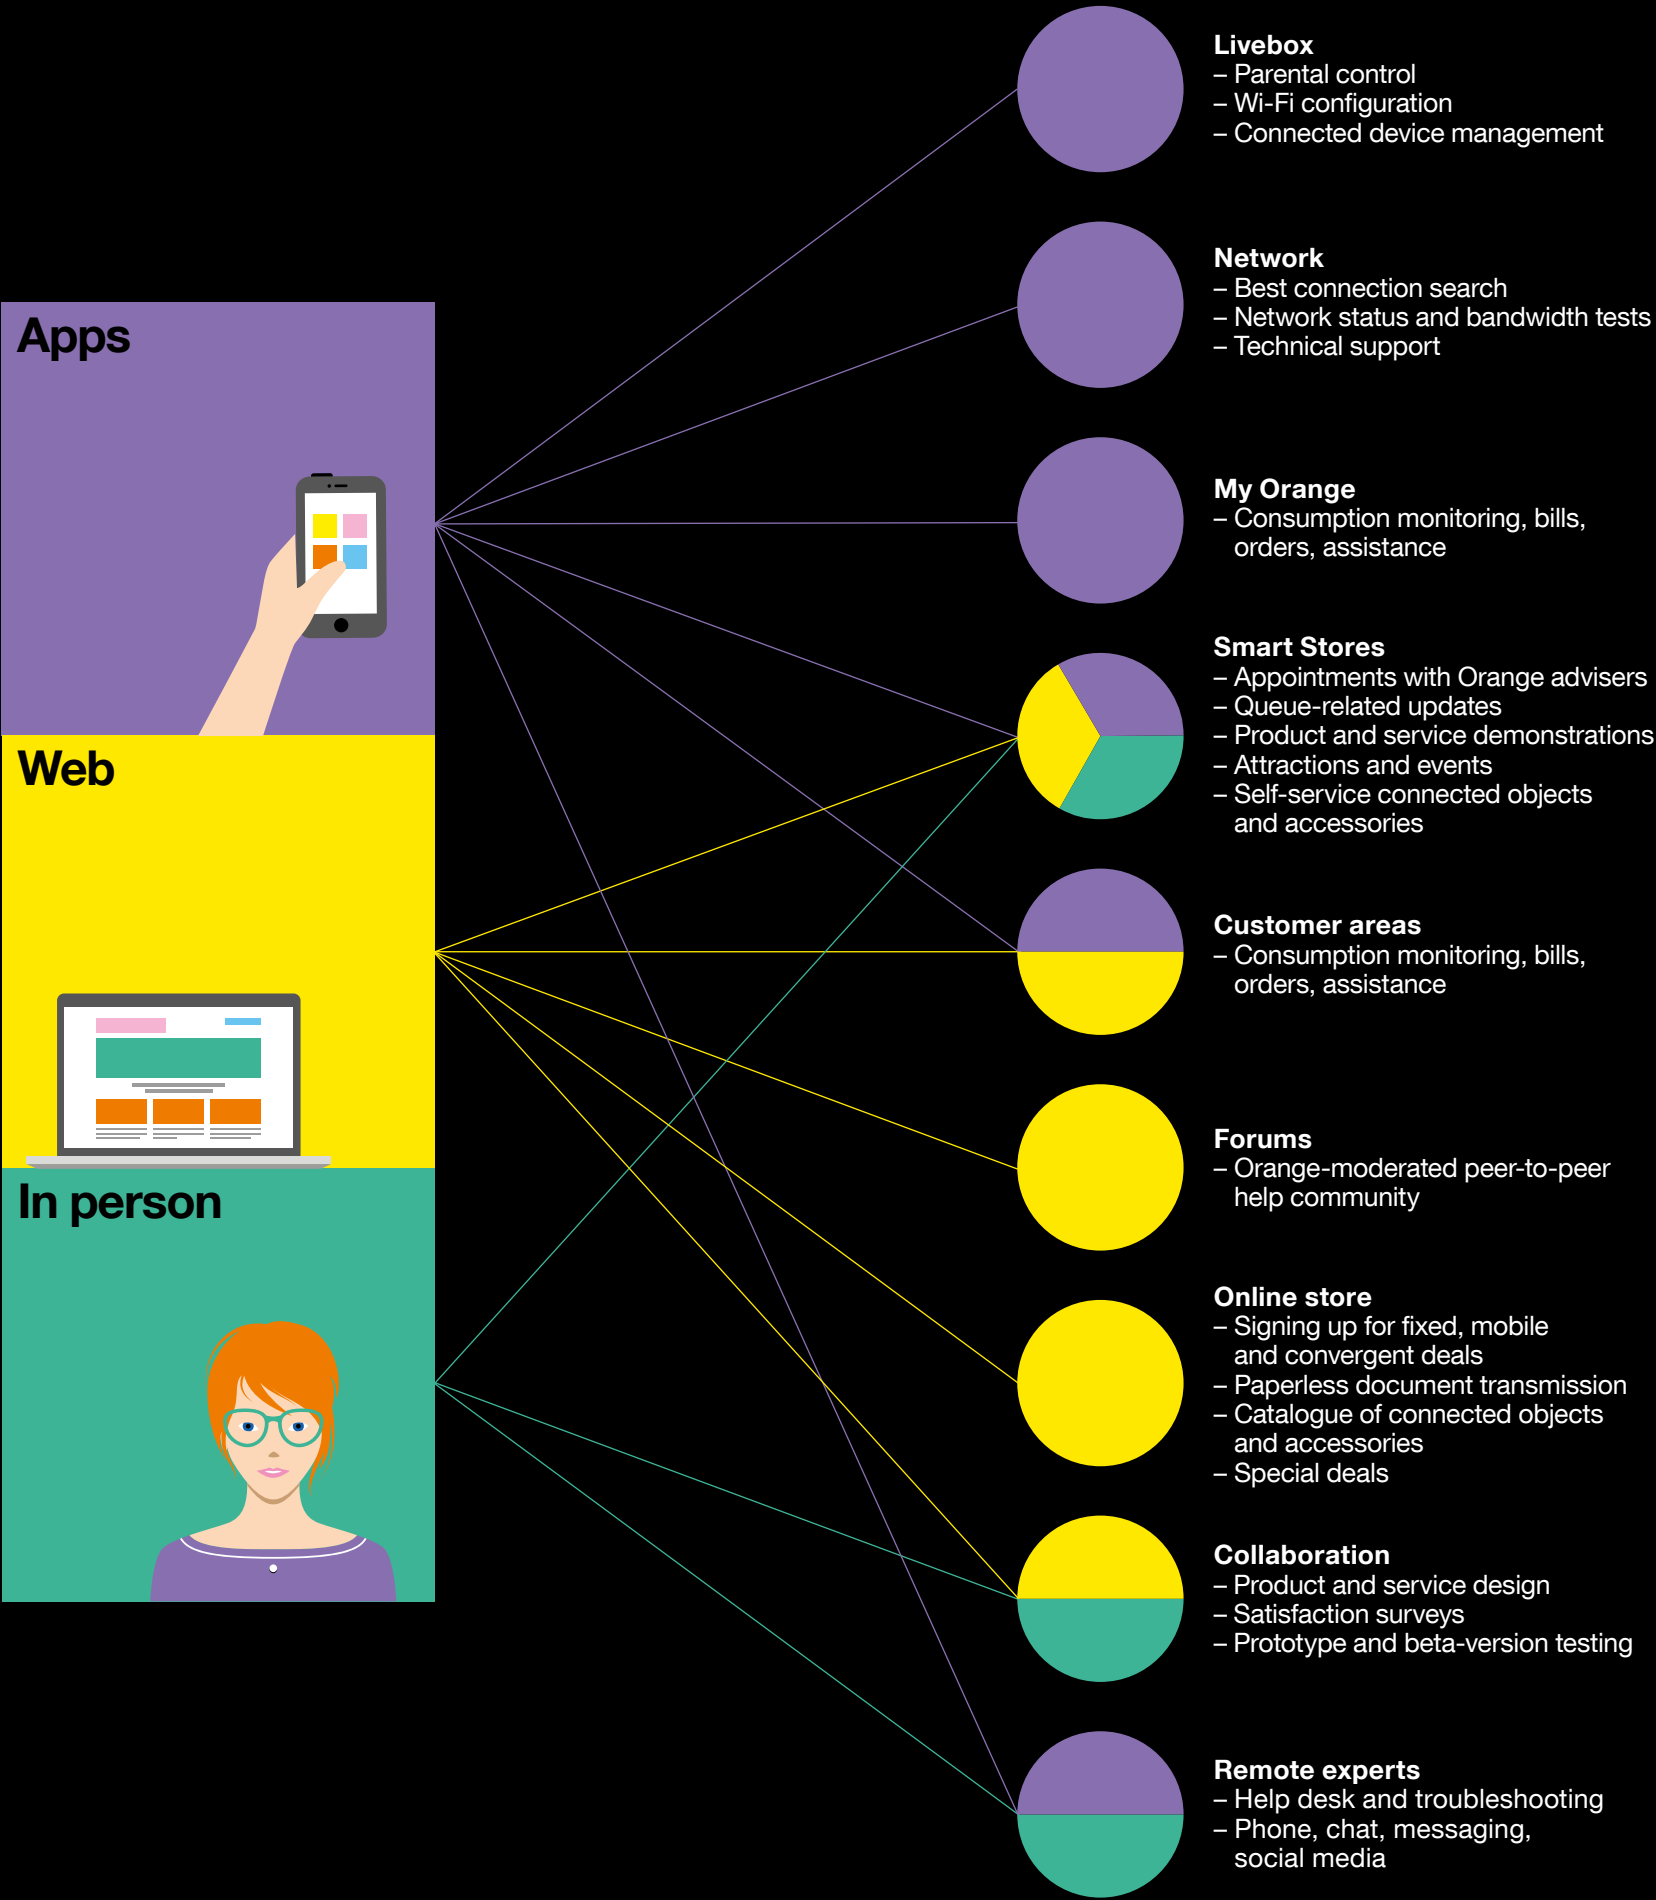 Apps
Web
In person
Livebox
– Parental control
– Wi-Fi configuration
– Connected device management
Network
– Best connection search
– Network status and bandwidth tests
– Technical support
My Orange
– Consumption monitoring, bills,
orders, assistance
Smart Stores
– Appointments with Orange advisers
– Queue-related updates
– Product and service demonstrations
– Attractions and events
– Self-service connected objects
and accessories
Customer areas
– Consumption monitoring, bills,
orders, assistance
Forums
– Orange-moderated peer-to-peer
help community
Online store
– Signing up for fixed, mobile
and convergent deals
– Paperless document transmission
– Catalogue of connected objects
and accessories
– Special deals
Collaboration
– Product and service design
– Satisfaction surveys
– Prototype and beta-version testing
Remote experts
– Help desk and troubleshooting
– Phone, chat, messaging,
social media